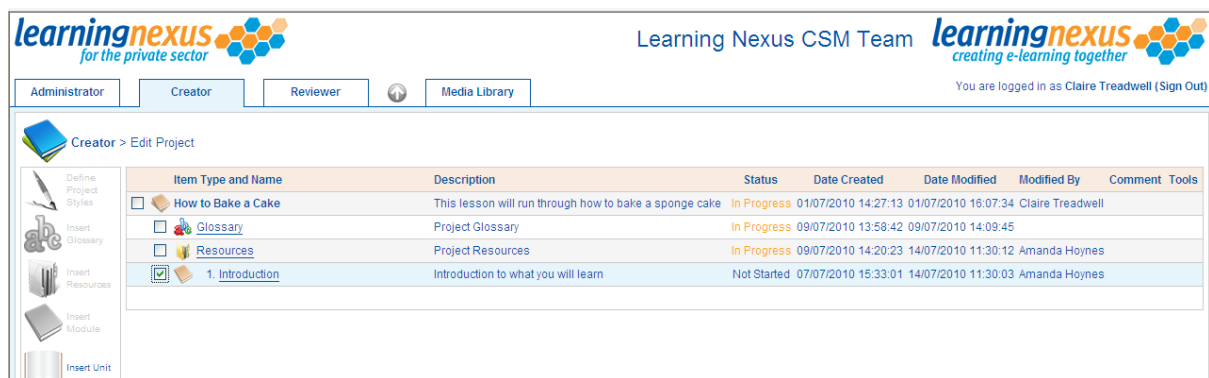 learningnexus
for the private sector
Learning Nexus CSM Team
learningnexus
creating e-learning together
Administrator
Creator
Reviewer
Media Library
You are logged in as Claire Treadwell (Sign Out)
Creator > Edit Project
Define
Project
Styles
Insert
Glossary
Insert
Resources
Insert
Module
Insert Unit
Item Type and Name Description Status Date Created Date Modified Modified By Comment Tools
How to Bake a Cake This lesson will run through how to bake a sponge cake In Progress 01/07/2010 14:27:13 01/07/2010 16:07:34 Claire Treadwell
abc Glossary Project Glossary In Progress 09/07/2010 13:58:42 09/07/2010 14:09:45
Resources Project Resources In Progress 09/07/2010 14:20:23 14/07/2010 11:30:12 Amanda Hoynes
1. Introduction Introduction to what you will learn Not Started 07/07/2010 15:33:01 14/07/2010 11:30:03 Amanda Hoynes